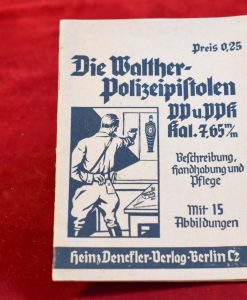 Preis 0,25
Die Walther-
Polizeipistolen
PP u. PPK
Kal. 7,65 m/m
Beschreibung,
Handhabung und
Pflege
Mit 15
Abbildungen
Heinz Denckler-Verlag-Berlin C2